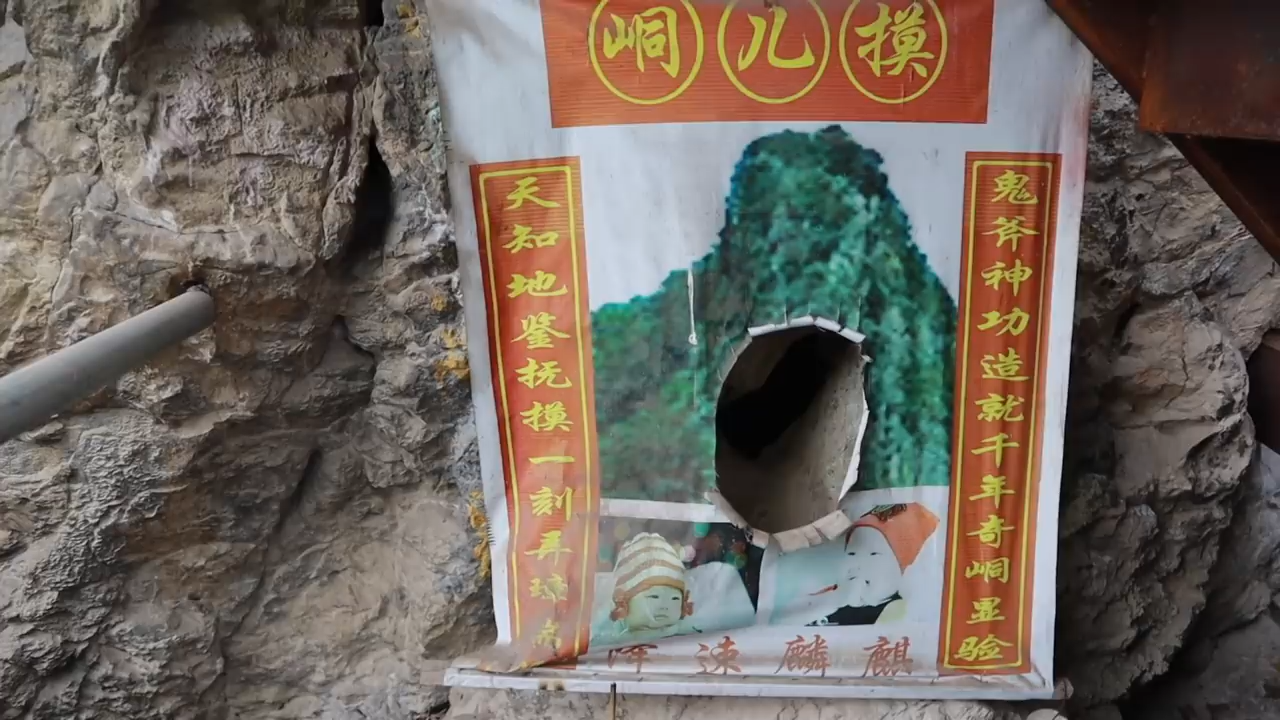 摸儿峒
鬼斧神功造就千年奇峒显验
天知地鉴抚摸一刻弄璋
麒麟速降